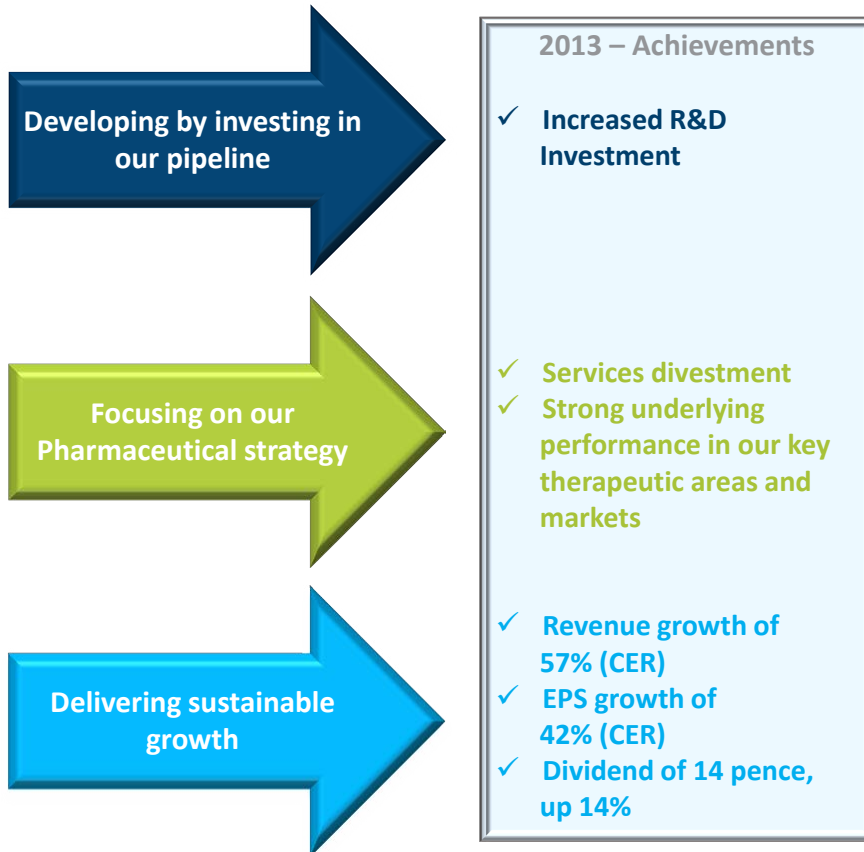 Developing by investing in
our pipeline
Focusing on our
Pharmaceutical strategy
Delivering sustainable
growth
2013 – Achievements
✓ Increased R&D
Investment
✓ Services divestment
✓ Strong underlying
performance in our key
therapeutic areas and
markets
✓ Revenue growth of
57% (CER)
✓ EPS growth of
42% (CER)
✓ Dividend of 14 pence,
up 14%